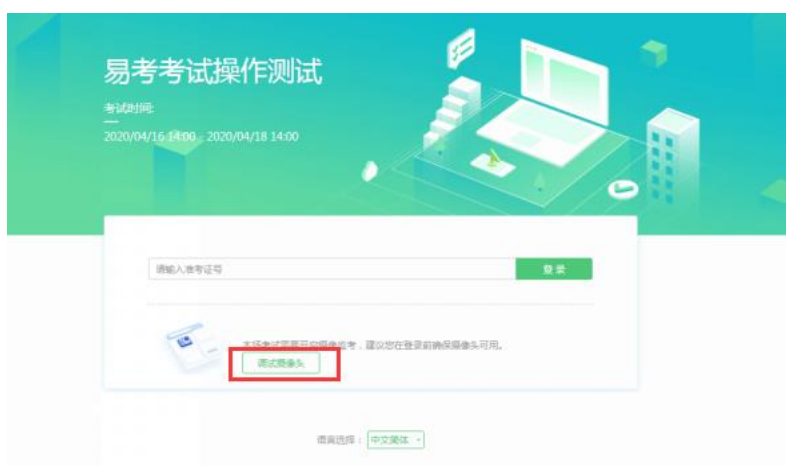 易考考试操作测试
考试时间:
2020/04/16 14:00 - 2020/04/18 14:00
请输入准考证号
登 录
本场考试需要开启摄像监考，建议您在登录前确保摄像头可用。
调试摄像头
语言选择： 中文简体